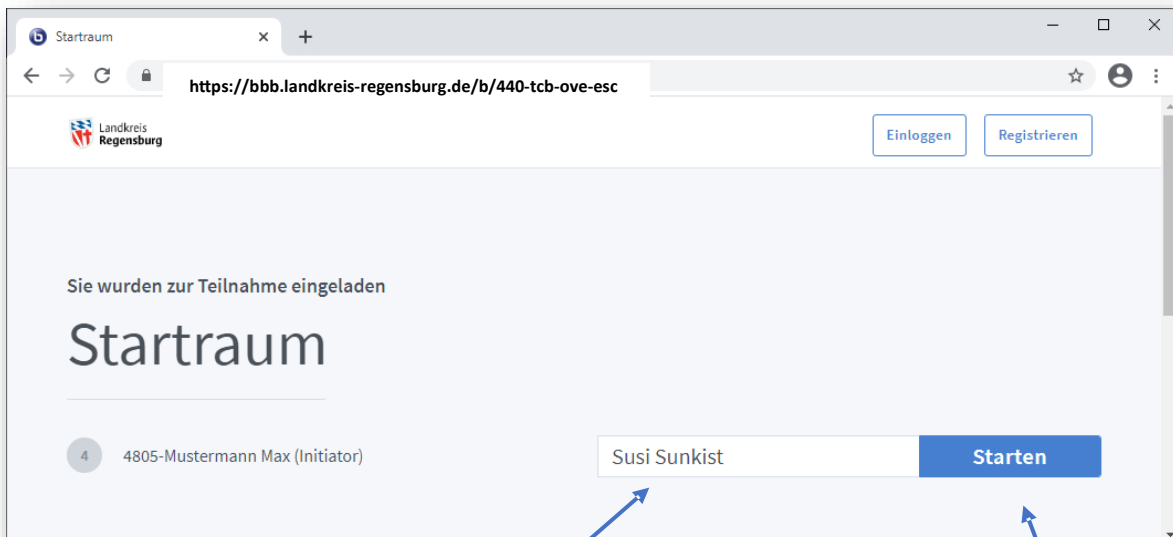 Startraum
https://bbb.landkreis-regensburg.de/b/440-tcb-ove-esc
Landkreis
Regensburg
Einloggen
Registrieren
Sie wurden zur Teilnahme eingeladen
Startraum
4
4805-Mustermann Max (Initiator)
Susi Sunkist
Starten